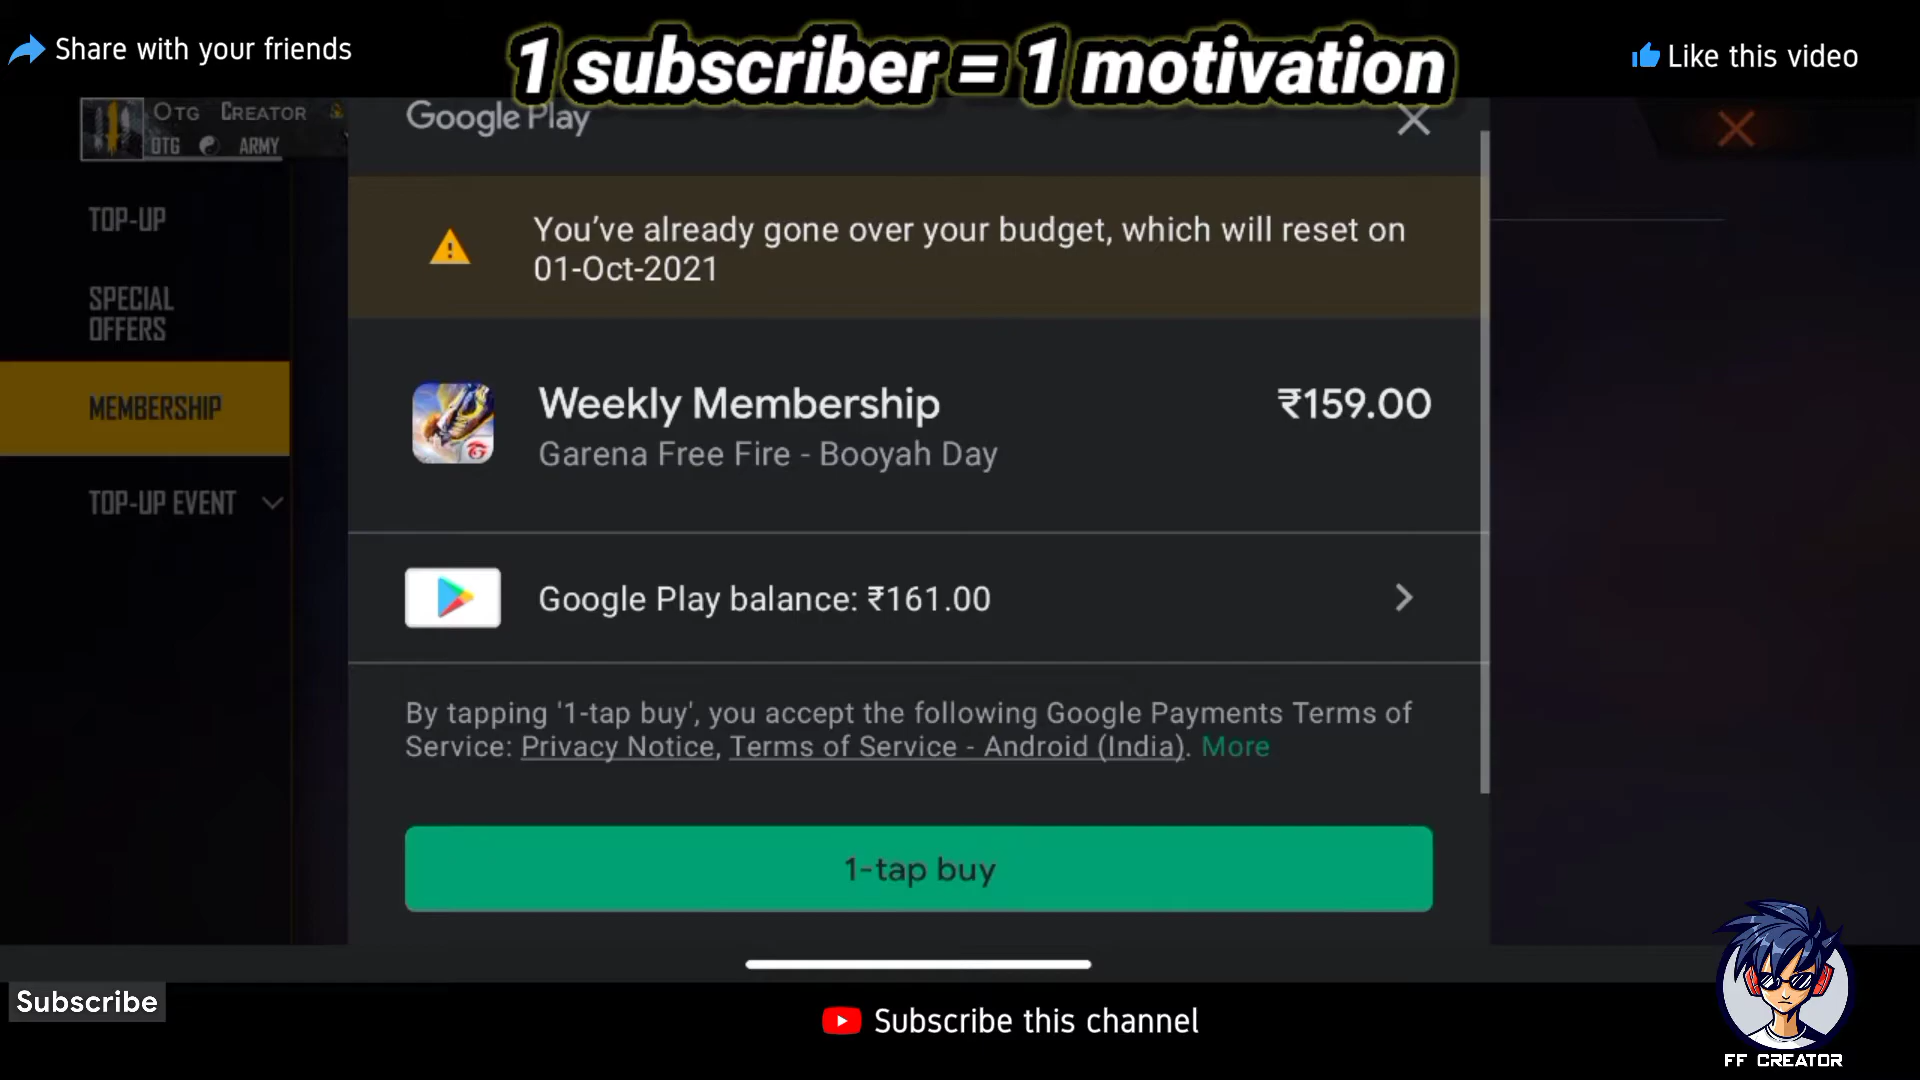 Share with your friends
1 subscriber = 1 motivation
Like this video
OTG CREATOR
OTG ARMY
Google Play
TOP-UP
SPECIAL
OFFERS
MEMBERSHIP
TOP-UP EVENT
You’ve already gone over your budget, which will reset on
01-Oct-2021
Weekly Membership
₹159.00
Garena Free Fire - Booyah Day
Google Play balance: ₹161.00
By tapping '1-tap buy', you accept the following Google Payments Terms of
Service: Privacy Notice, Terms of Service - Android (India). More
1-tap buy
Subscribe
Subscribe this channel
FF CREATOR